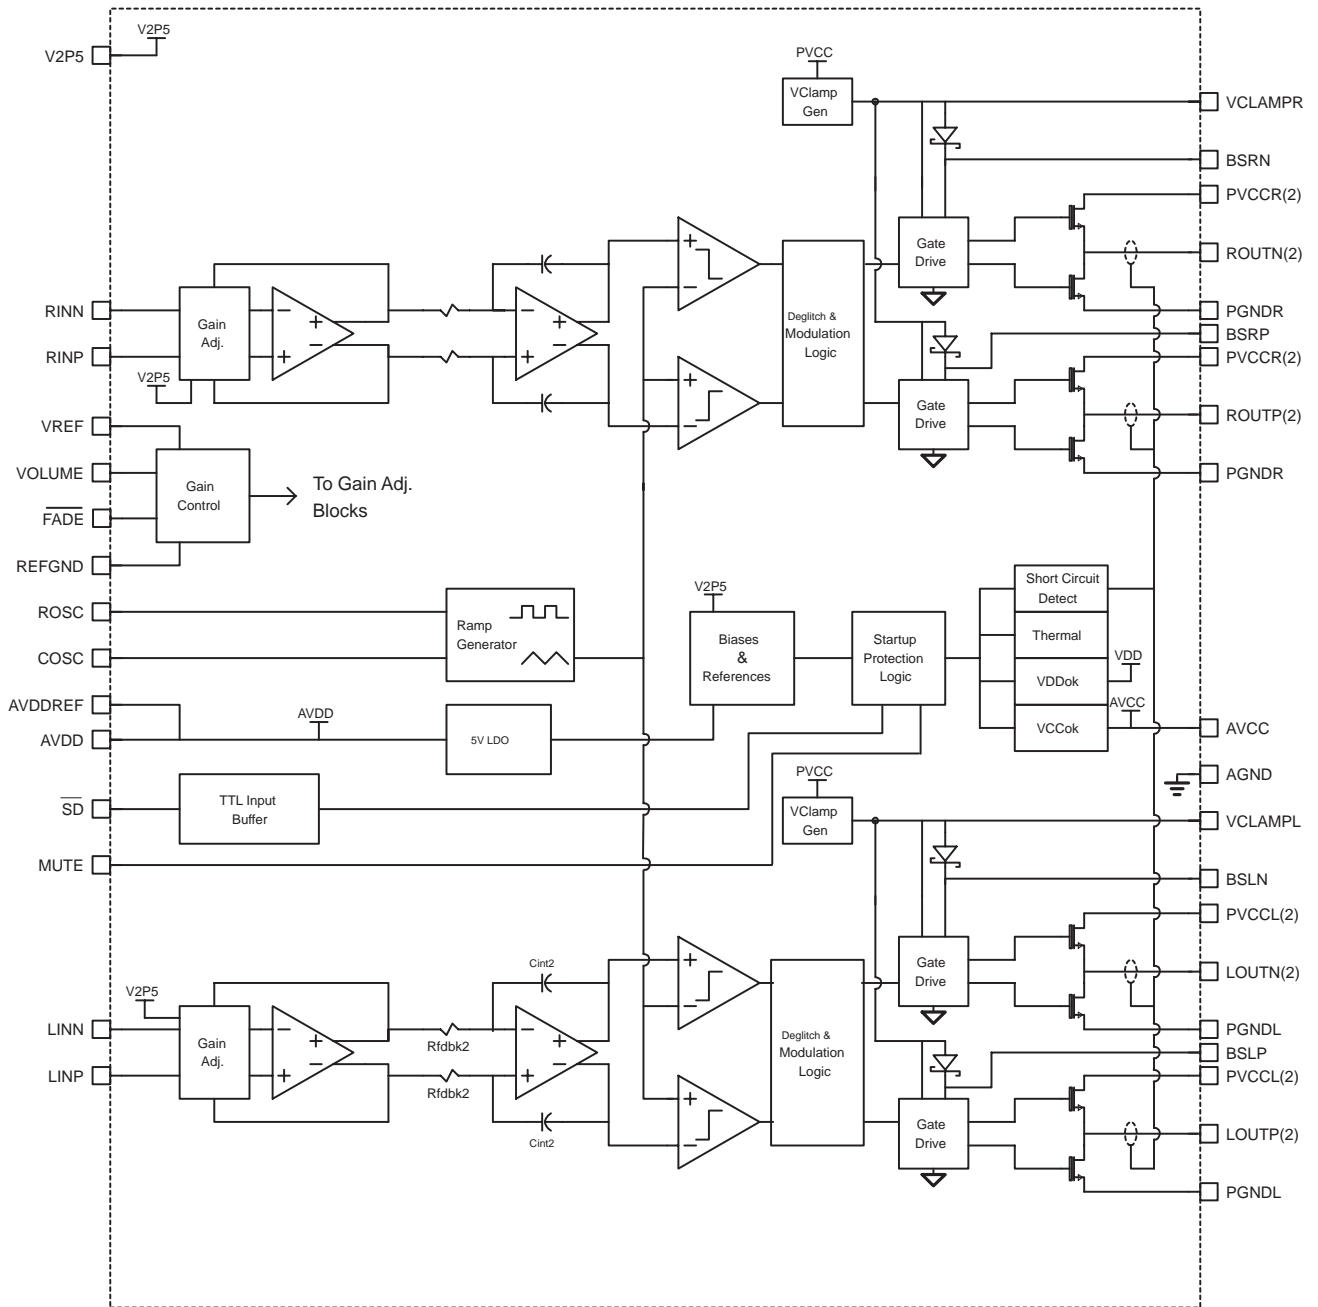 V2P5
V2P5
PVCC
VClamp
Gen
VCLAMPR
BSRN
PVCCR(2)
Gate
Drive
ROUTN(2)
PGNDR
RINN
RINP
Gain
Adj.
V2P5
−
+
+
−
−
+
+
−
+
−
+
−
Deglitch &
Modulation
Logic
BSRP
PVCCR(2)
Gate
Drive
ROUTP(2)
PGNDR
VREF
VOLUME
FADE
REFGND
Gain
Control
To Gain Adj.
Blocks
ROSC
COSC
Ramp
Generator
V2P5
Biases
&
References
Startup
Protection
Logic
Short Circuit
Detect
Thermal
VDDok
VCCok
VDD
AVCC
AVCC
AGND
AVDDREF
AVDD
AVDD
5V LDO
SD
TTL Input
Buffer
MUTE
PVCC
VClamp
Gen
VCLAMPL
BSLN
PVCCL(2)
Gate
Drive
LOUTN(2)
PGNDL
V2P5
LINN
LINP
Gain
Adj.
−
+
+
−
Rfdbk2
Rfdbk2
Cint2
Cint2
−
+
+
−
+
−
+
−
Deglitch &
Modulation
Logic
BSLP
PVCCL(2)
Gate
Drive
LOUTP(2)
PGNDL